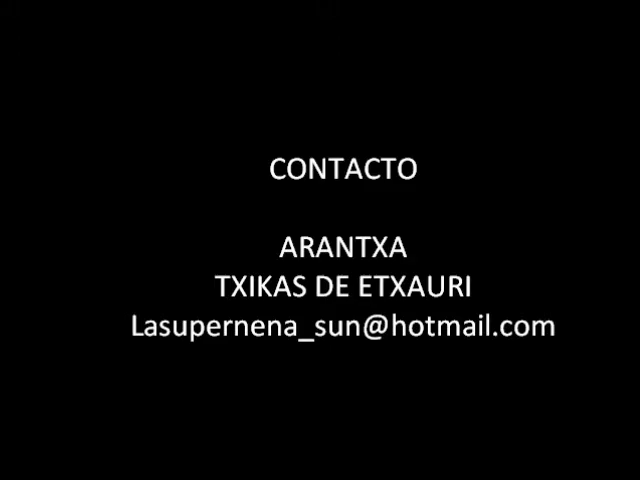 CONTACTO
ARANTXA
TXIKAS DE ETXAURI
Lasupernena_sun@hotmail.com